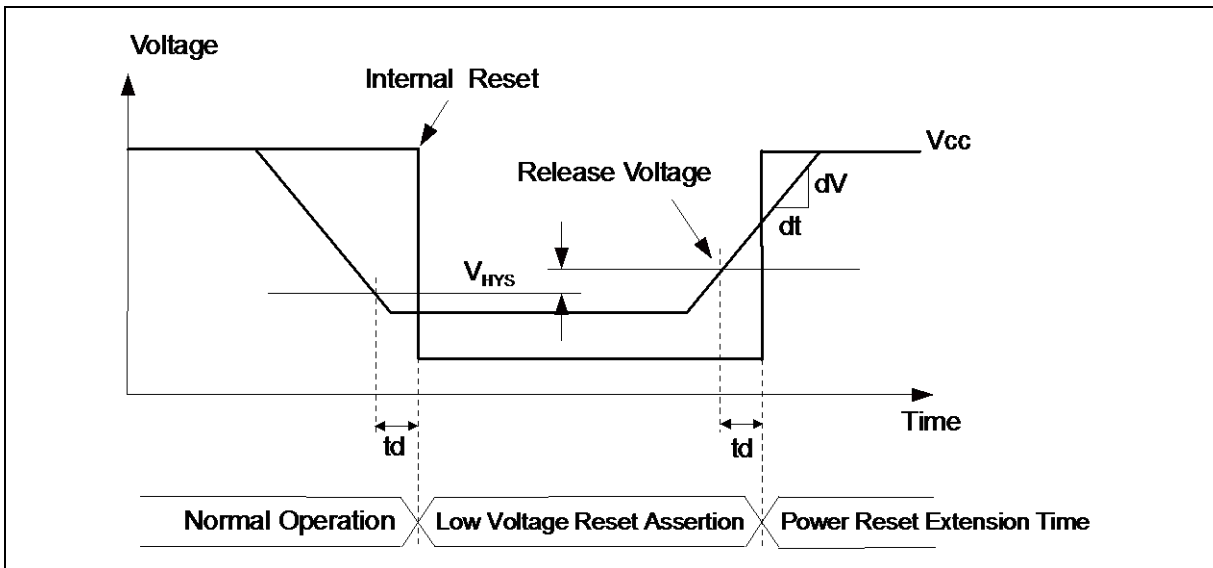 Voltage
Internal Reset
Vcc
Release Voltage
dV
dt
VHYS
Time
td
td
Normal Operation
Low Voltage Reset Assertion
Power Reset Extension Time